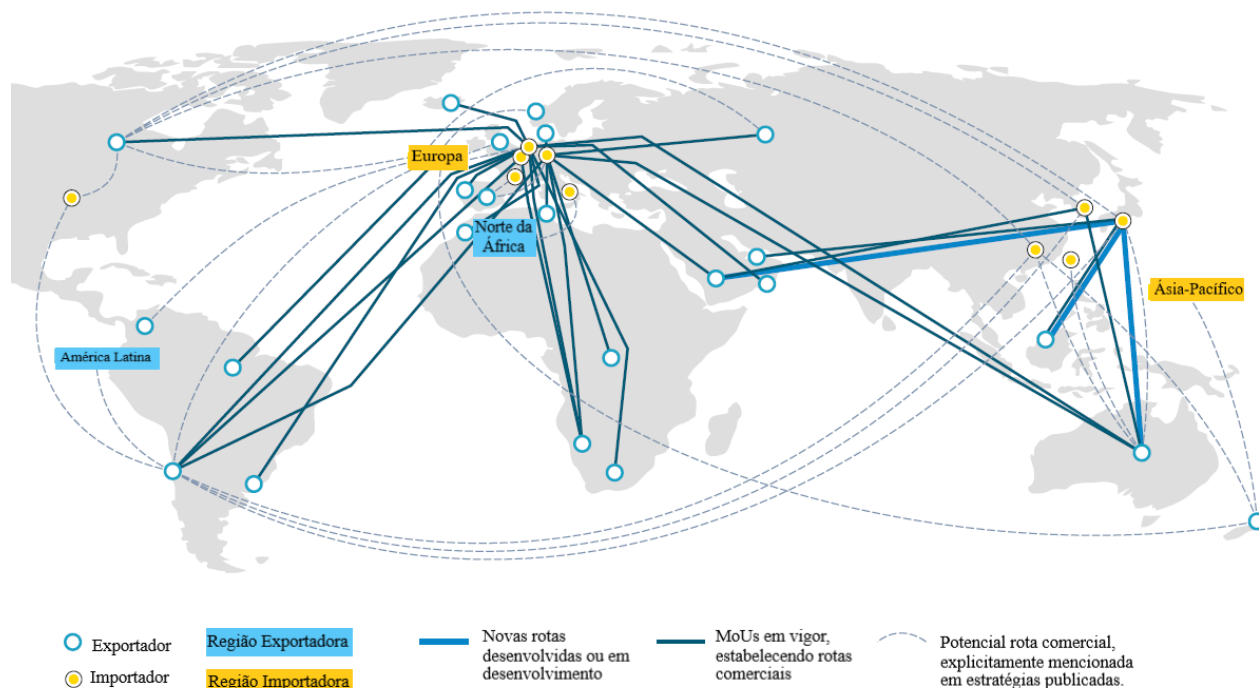 Europa
Norte da
África
Ásia-Pacífico
América Latina
Exportador
Região Exportadora
Importador
Região Importadora
Novas rotas
desenvolvidas ou em
desenvolvimento
MoUs em vigor,
estabelecendo rotas
comerciais
Potencial rota comercial,
explicitamente mencionada
em estratégias publicadas.